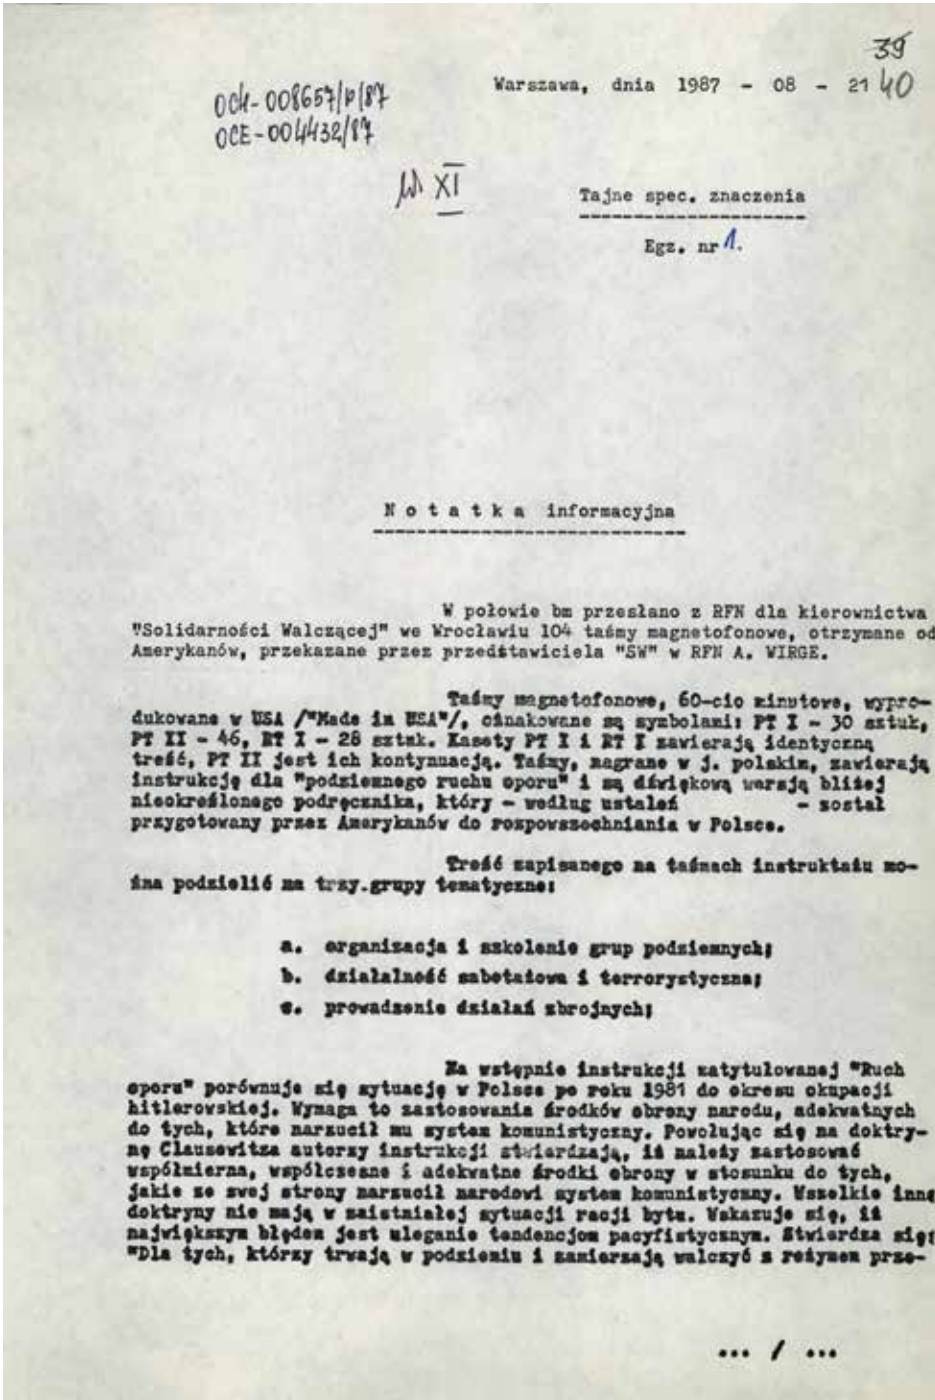 39
Warszawa, dnia 1987 - 08 - 21 40
OCK-008657/p/87
OCE-004432/87
XI
Tajne spec. znaczenia
Egz. nr 1.
N o t a t k a informacyjna
W połowie bm przesłano z RFN dla kierownictwa
"Solidarności Walczącej" we Wrocławiu 104 taśmy magnetofonowe, otrzymane od
Amerykanów, przekazane przez przedstawiciela "SW" w RFN A. WIRGE.
Taśmy magnetofonowe, 60-cio minutowe, wypro-
dukowane w USA /"Made in USA"/, oznakowane są symbolami: PT I - 30 sztuk,
PT II - 46, RT I - 28 sztuk. Kasety PT I i RT I zawierają identyczną
treść, PT II jest ich kontynuacją. Taśmy, nagrane w j. polskim, zawierają
instrukcję dla "podziemnego ruchu oporu" i są dźwiękową wersją bliżej
nieokreślonego podręcznika, który - według ustaleń - został
przygotowany przez Amerykanów do rozpowszechniania w Polsce.
Treść zapisanego na taśmach instruktażu mo-
żna podzielić na trzy.grupy tematyczne:
a. organizacja i szkolenie grup podziemnych;
b. działalność sabotażowa i terrorystyczna;
c. prowadzenie działań zbrojnych;
Na wstępnie instrukcji zatytułowanej "Ruch
oporu" porównuje się sytuację w Polsce po roku 1981 do okresu okupacji
hitlerowskiej. Wymaga to zastosowania środków obrony narodu, adekwatnych
do tych, które narzucił mu system komunistyczny. Powołując się na doktry-
nę Clausewitza autorzy instrukcji stwierdzają, iż należy zastosować
współmierna, współczesne i adekwatne środki obrony w stosunku do tych,
jakie ze swej strony narzucił narodowi system komunistyczny. Wszelkie inne
doktryny nie mają w zaistniałej sytuacji racji bytu. Wskazuje się, iż
największym błędem jest uleganie tendencjom pacyfistycznym. Stwierdza się:
"Dla tych, którzy trwają w podziemiu i zamierzają walczyć z reżymem prze-
... / ...